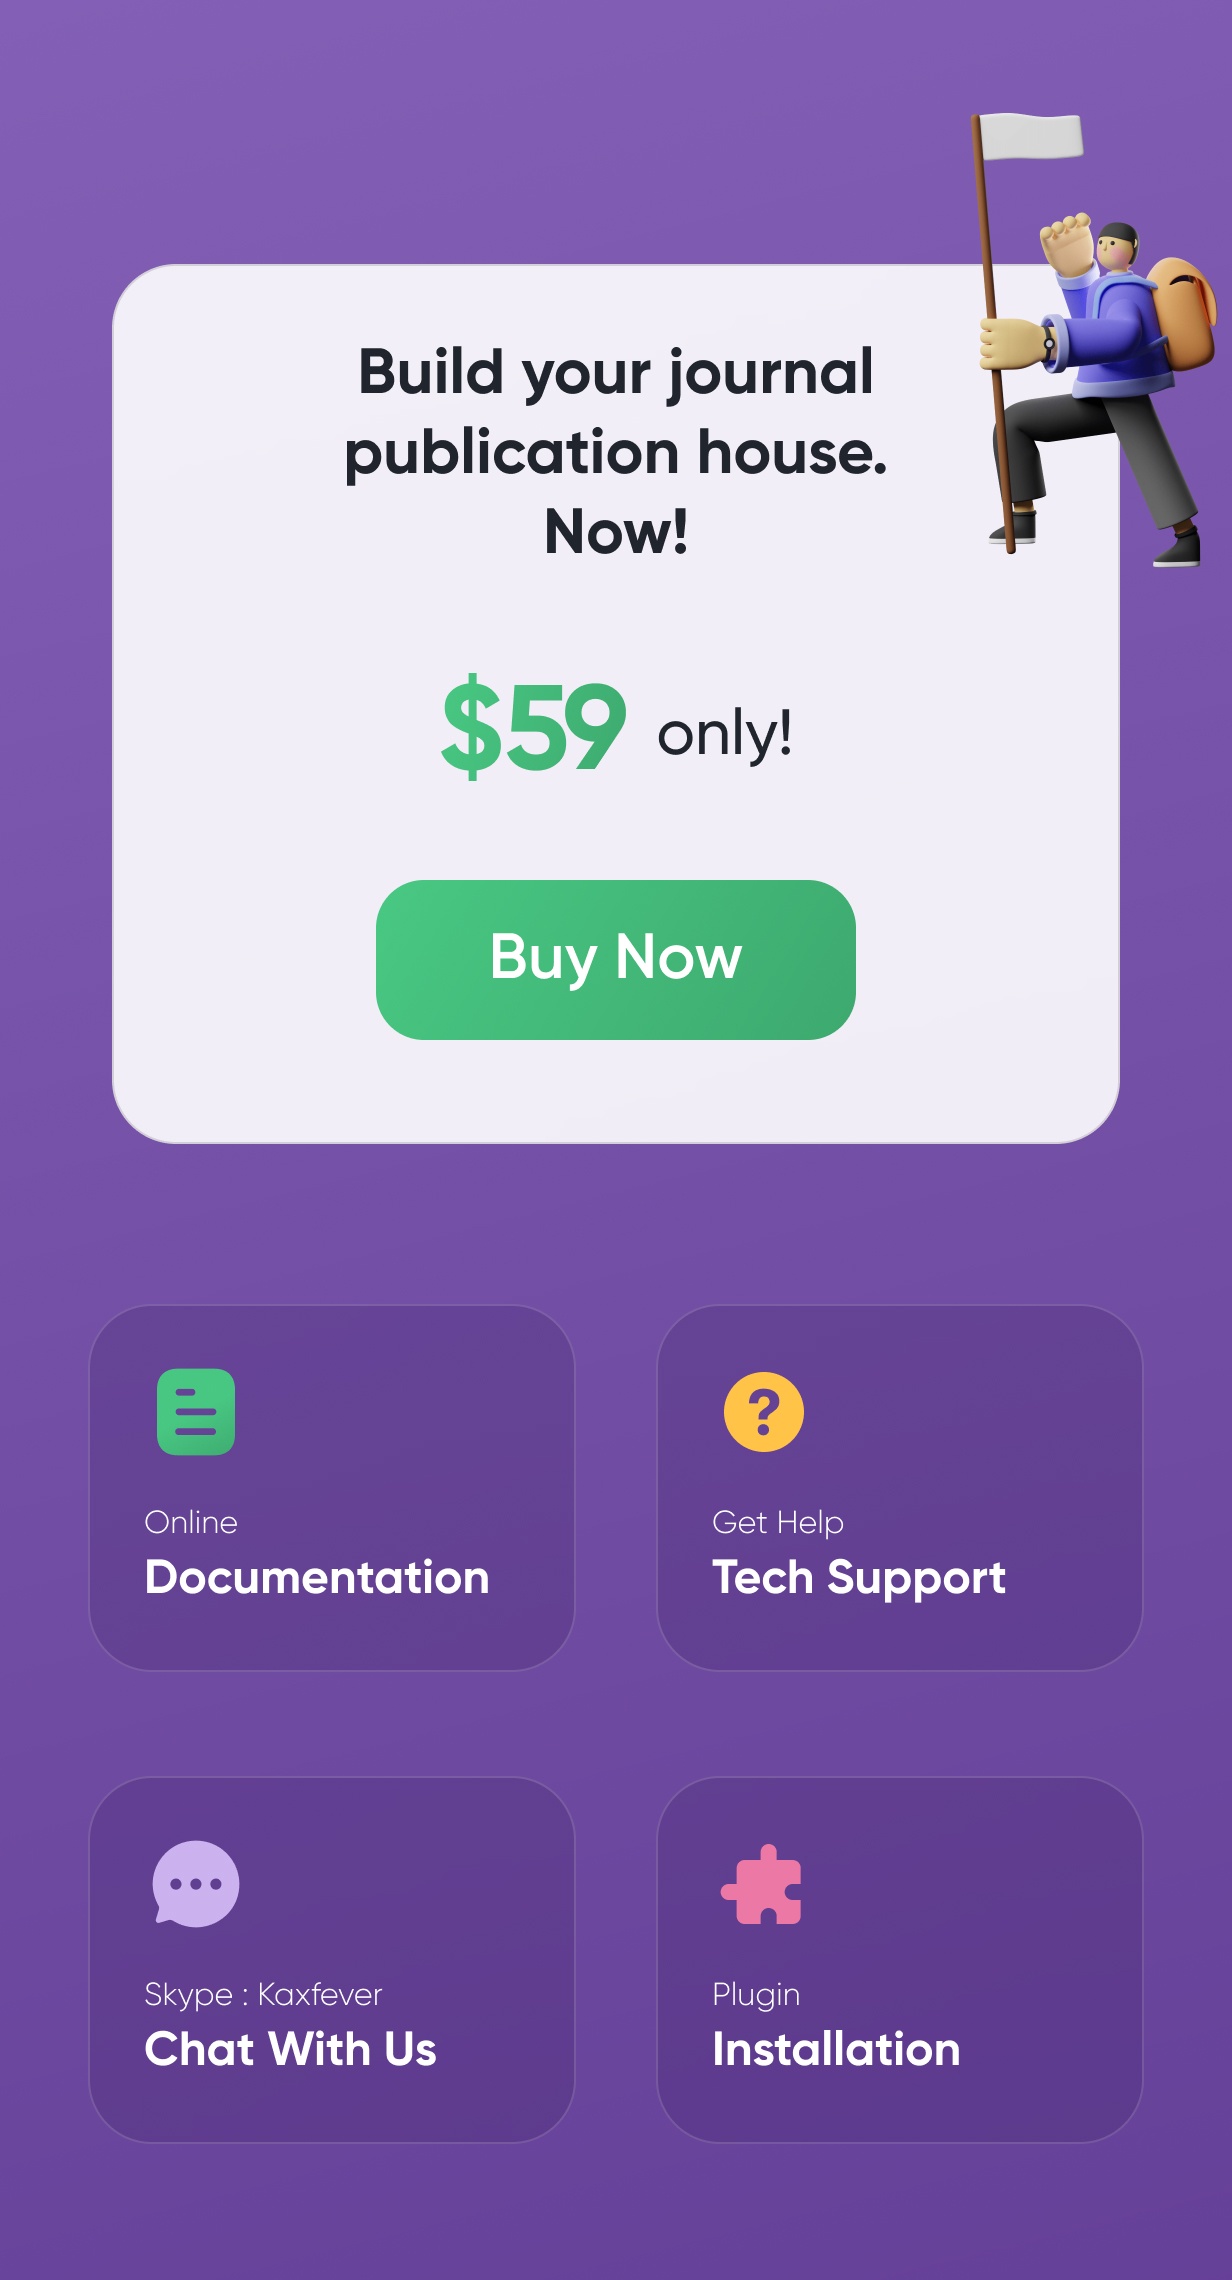 Build your journal
publication house.
Now!
$59 only!
Buy Now
Online
Documentation
Get Help
Tech Support
Skype : Kaxfever
Chat With Us
Plugin
Installation